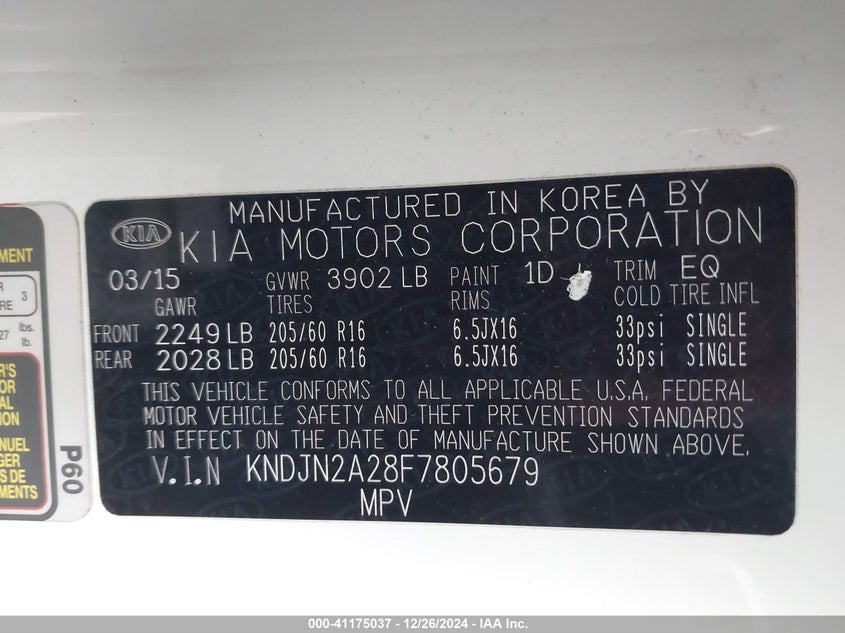 MANUFACTURED IN KOREA BY
KIA KIA MOTORS CORPORATION
03/15 GVWR 3902 LB PAINT 1D TRIM EQ
GAWR TIRES RIMS COLD TIRE INFL
FRONT 2249 LB 205/60 R16 6.5JX16 33psi SINGLE
REAR 2028 LB 205/60 R16 6.5JX16 33psi SINGLE
THIS VEHICLE CONFORMS TO ALL APPLICABLE U.S.A. FEDERAL
MOTOR VEHICLE SAFETY AND THEFT PREVENTION STANDARDS
IN EFFECT ON THE DATE OF MANUFACTURE SHOWN ABOVE.
V.I.N KNDJN2A28F7805679
MPV
3
lbs.
lb.
MANUEL
P60
000-41175037 - 12/26/2024 - IAA Inc.